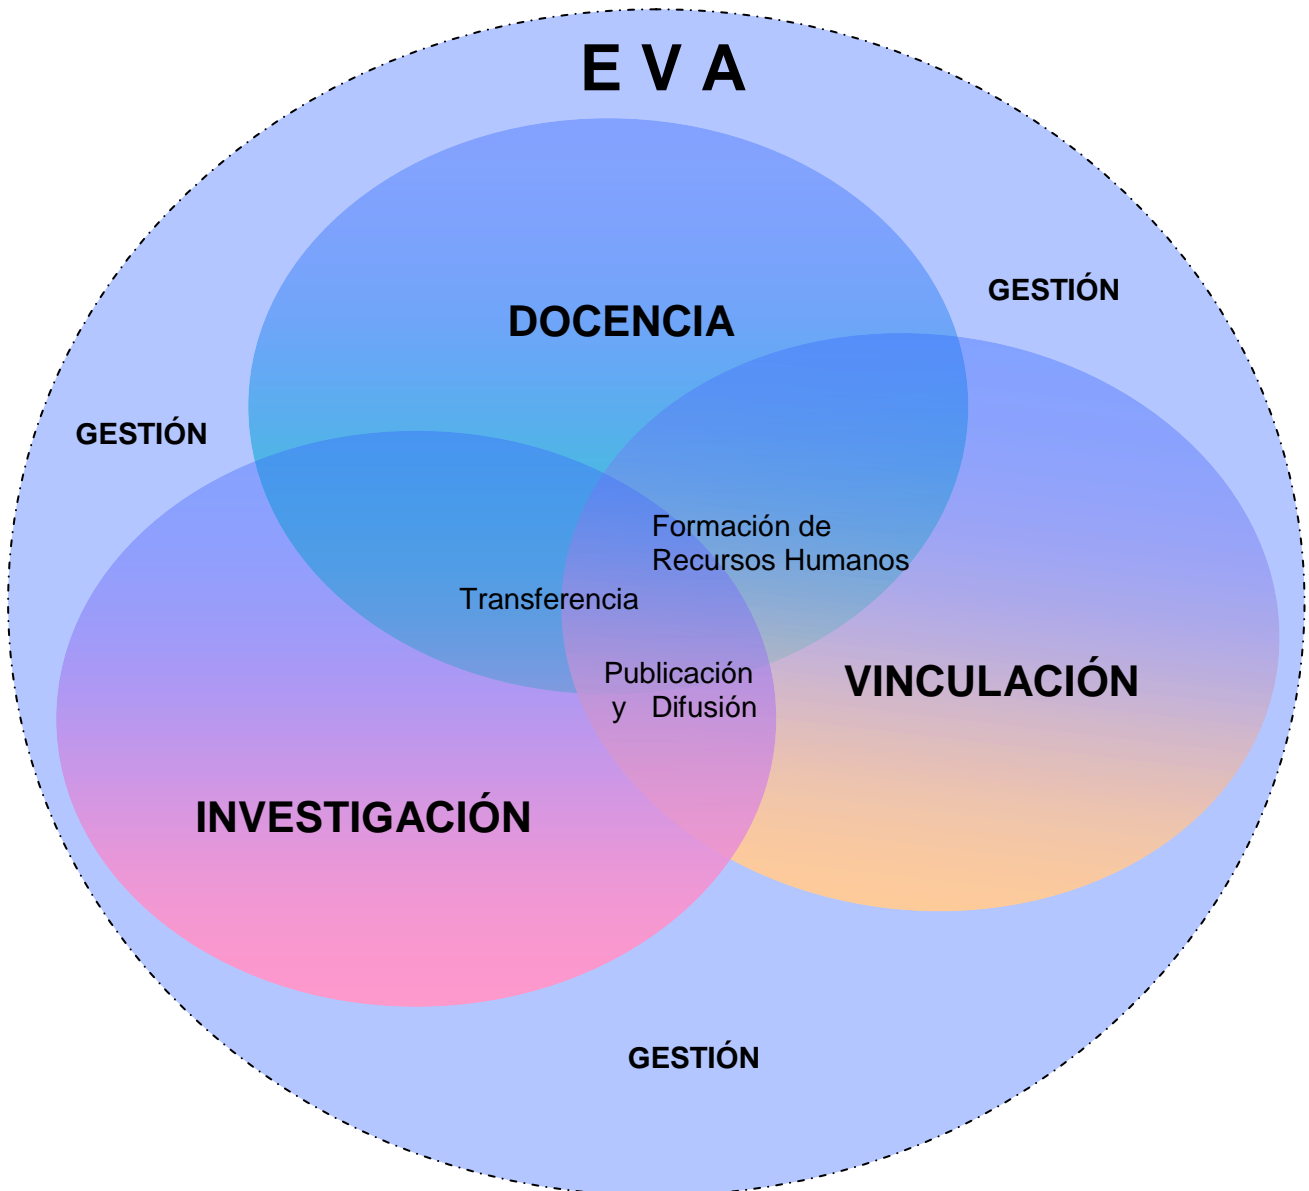 E V A
GESTIÓN
DOCENCIA
GESTIÓN
Formación de
Recursos Humanos
Transferencia
Publicación
y Difusión
VINCULACIÓN
INVESTIGACIÓN
GESTIÓN